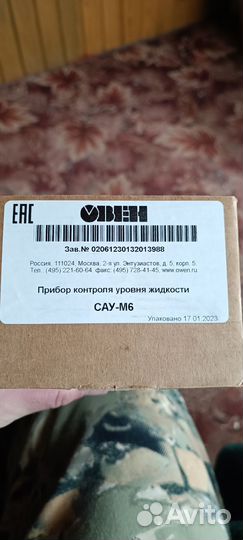 EAC
ОВЕН
Зав.№ 02061230132013988
Россия, 111024, Москва, 2-я ул. Энтузиастов, д. 5, корп. 5
Тел.: (495) 221-60-64 факс: (495) 728-41-45, www.owen.ru
Прибор контроля уровня жидкости
САУ-М6
Упаковано 17.01.2023
Avito